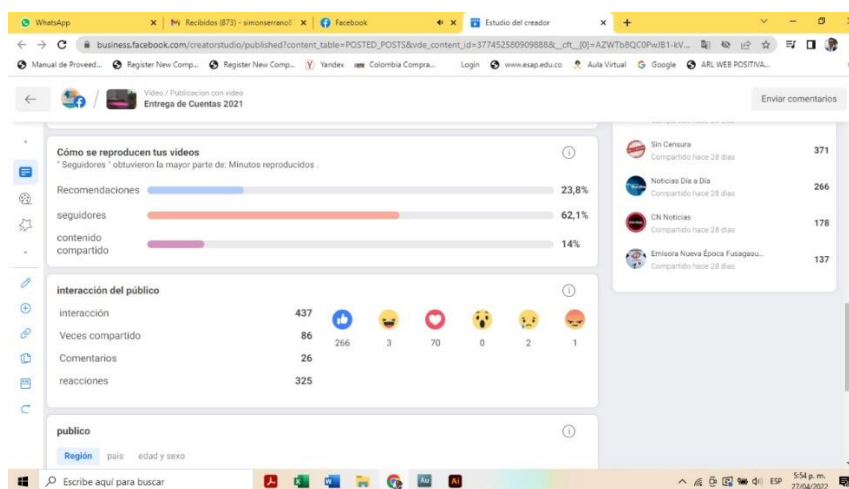 WhatsApp
Recibidos (873) - simonserrano
Facebook
Estudio del creador
business.facebook.com/creatorstudio/published?content_table=POSTED_POSTS&vde_content_id=377452580909888&__cft__[0]=AZWTb8QC0PwJB1-kV...
Manual de Proveed...
Register New Comp...
Register New Comp...
Yandex
Colombia Compra...
Login
www.esap.edu.co
Aula Virtual
Google
ARL WEB POSITIVA...
Video / Publicacion con video
Entrega de Cuentas 2021
Enviar comentarios
Cómo se reproducen tus videos
" Seguidores " obtuvieron la mayor parte de: Minutos reproducidos .
Recomendaciones 23,8%
seguidores 62,1%
contenido
compartido 14%
interacción del público
interacción 437
Veces compartido 86
Comentarios 26
reacciones 325
266 3 70 0 2 1
publico
Región país edad y sexo
Sin Censura 371
Compartido hace 28 días
Noticias Día a Día 266
Compartido hace 28 días
CN Noticias 178
Compartido hace 28 días
Emisora Nueva Época Fusagasu... 137
Compartido hace 28 días
Escribe aquí para buscar
ESP
5:54 p. m.
27/04/2022